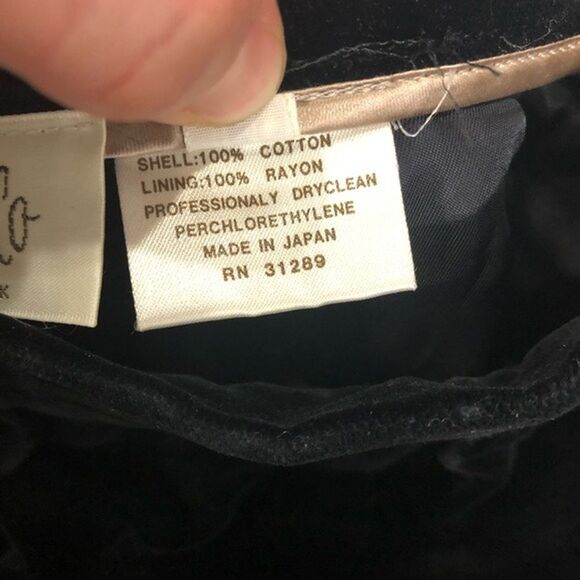 SHELL:100% COTTON
LINING:100% RAYON
PROFESSIONALY DRYCLEAN
PERCHLORETHYLENE
MADE IN JAPAN
RN 31289
K